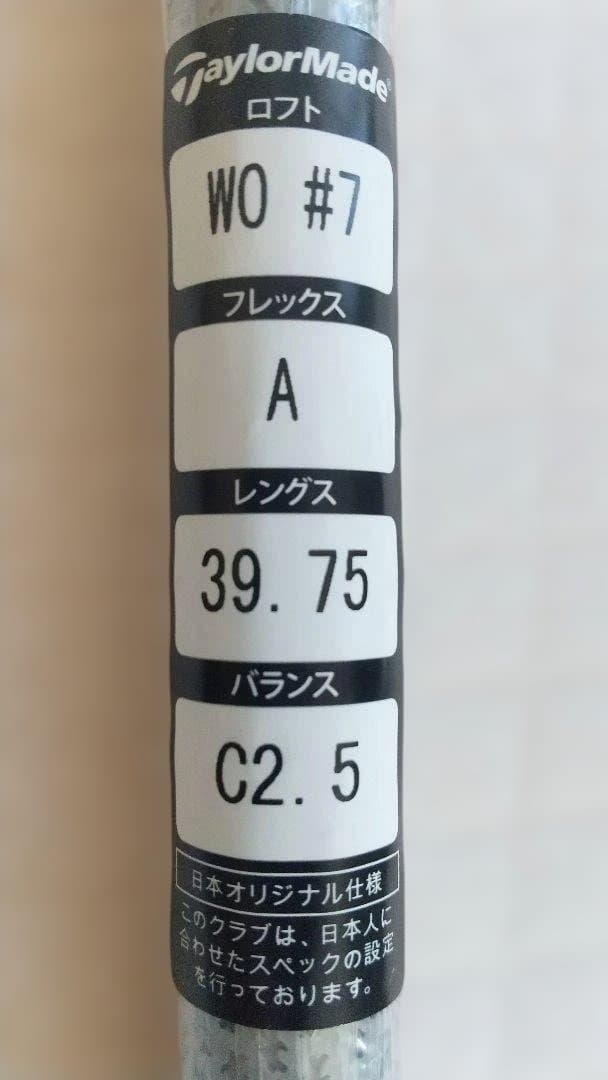 TaylorMade
ロフト
WO #7
フレックス
A
レングス
39.75
バランス
C2.5
日本オリジナル仕様
このクラブは、日本人に
合わせたスペックの設定
を行っております。